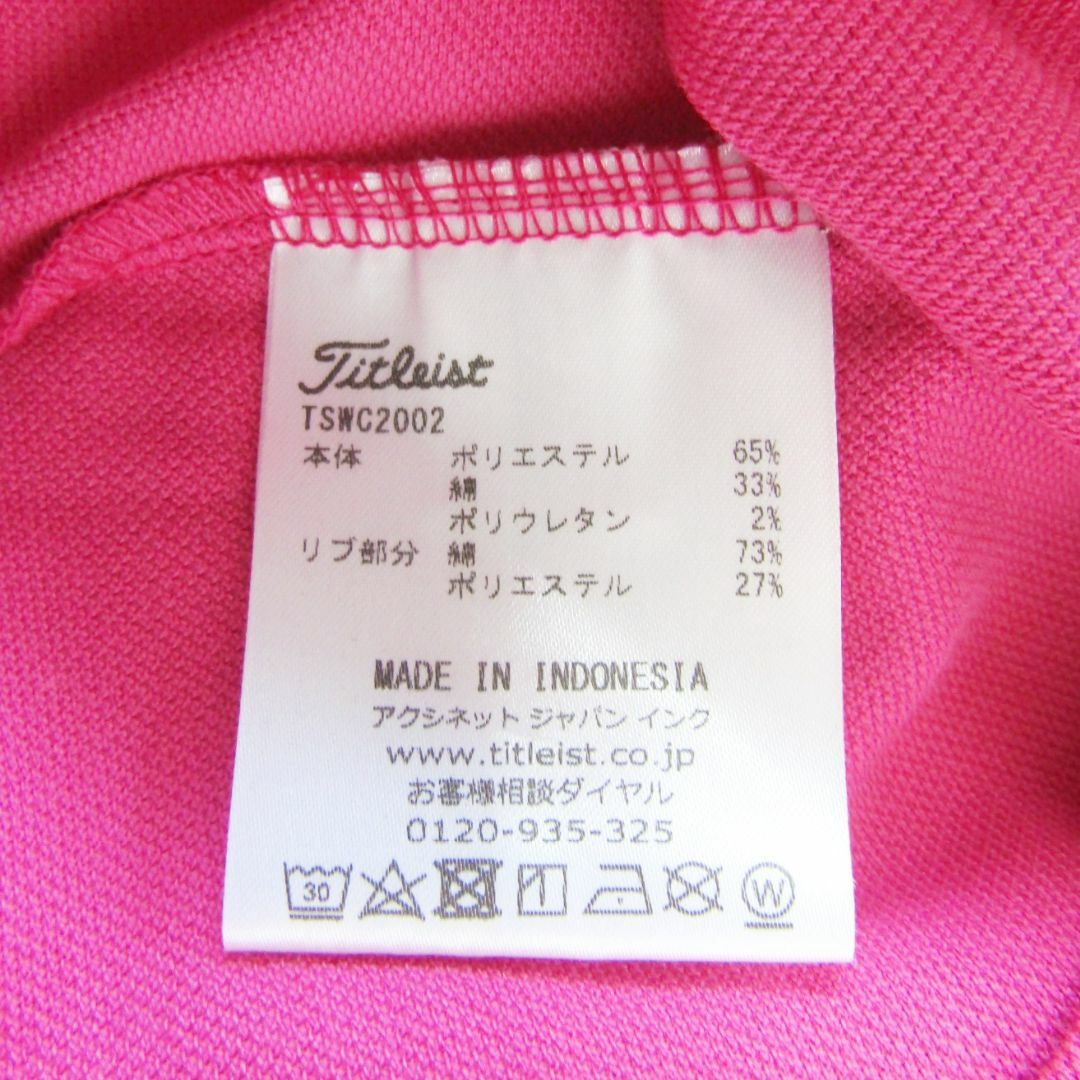 Titleist
TSWC2002
本体 ポリエステル 65%
綿 33%
ポリウレタン 2%
リブ部分 綿 73%
ポリエステル 27%
MADE IN INDONESIA
アクシネット ジャパン インク
www.titleist.co.jp
お客様相談ダイヤル
0120-935-325
30 W